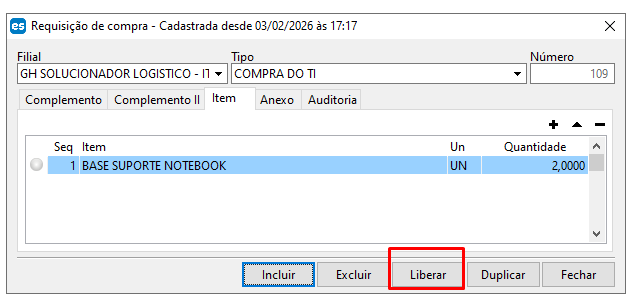 es Requisição de compra - Cadastrada desde 03/02/2026 às 17:17
Filial Tipo Número
GH SOLUCIONADOR LOGISTICO - IT COMPRA DO TI 109
Complemento Complemento II Item Anexo Auditoria
Seq Item Un Quantidade
1 BASE SUPORTE NOTEBOOK UN 2,0000
Incluir Excluir Liberar Duplicar Fechar